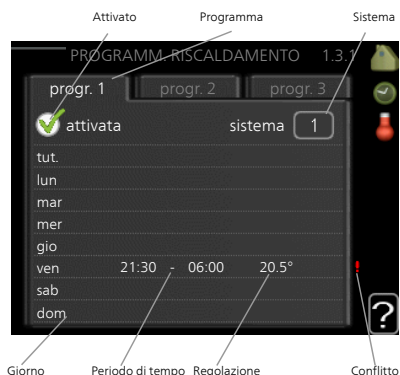 Attivato Programma Sistema
PROGRAMM. RISCALDAMENTO 1.3.1
progr. 1 progr. 2 progr. 3
attivata sistema 1
tut.
lun
mar
mer
gio
ven 21:30 - 06:00 20.5° !
sab
dom
?
Giorno Periodo di tempo Regolazione Conflitto